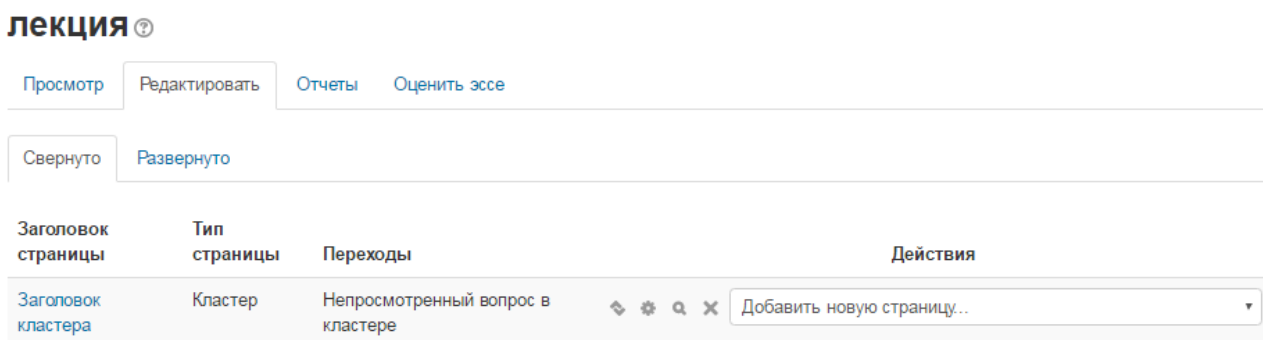 лекция
Просмотр Редактировать Отчеты Оценить эссе
Свернуто Развернуто
Заголовок страницы Тип страницы Переходы Действия
Заголовок кластера Кластер Непросмотренный вопрос в кластере Добавить новую страницу...